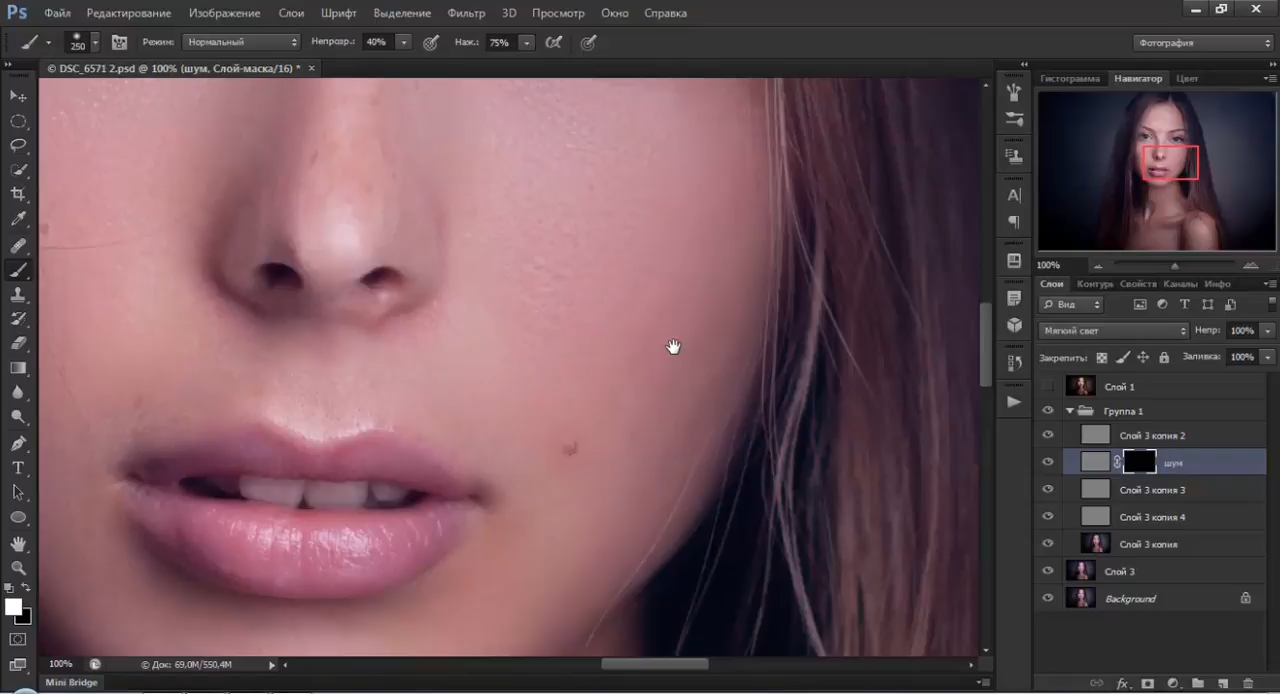 Ps Файл Редактирование Изображение Слои Шрифт Выделение Фильтр 3D Просмотр Окно Справка
250 Режим: Нормальный Непрозр.: 40% Наж.: 75% Фотография
© DSC_6571 2.psd @ 100% (шум, Слой-маска/16) * ×
Гистограмма Навигатор Цвет
100%
Слои Контуры Свойств Каналы Инфо
Вид
Мягкий свет Непр: 100%
Закрепить: Заливка: 100%
Слой 1
Группа 1
Слой 3 копия 2
шум
Слой 3 копия 3
Слой 3 копия 4
Слой 3 копия
Слой 3
Background
100% © Док: 69,0M/550,4M
Mini Bridge